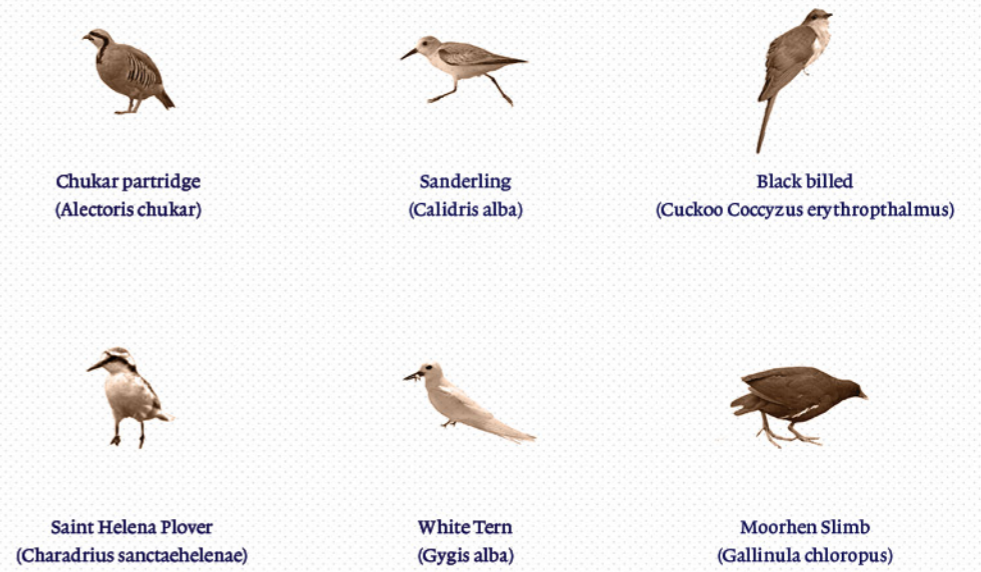 Chukar partridge
(Alectoris chukar)
Sanderling
(Calidris alba)
Black billed
(Cuckoo Coccyzus erythropthalmus)
Saint Helena Plover
(Charadrius sanctaehelenae)
White Tern
(Gygis alba)
Moorhen Slimb
(Gallinula chloropus)